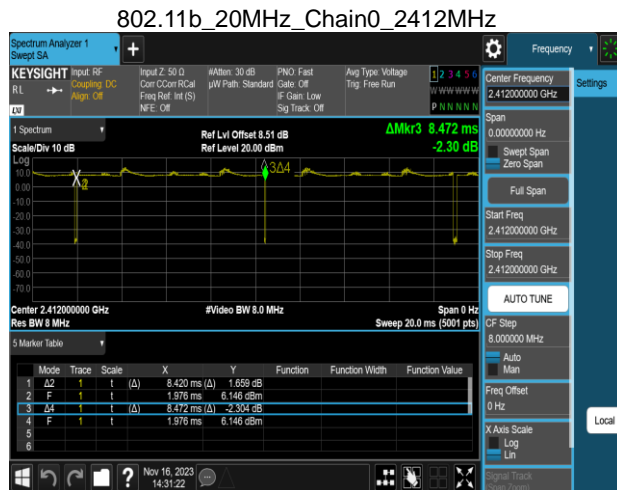 802.11b_20MHz_Chain0_2412MHz
Spectrum Analyzer 1
Swept SA
Frequency
KEYSIGHT
RL
LXI
Input: RF
Coupling: DC
Align: Off
Input Z: 50 Ω
Corr CCorr RCal
Freq Ref: Int (S)
NFE: Off
#Atten: 30 dB
µW Path: Standard
PNO: Fast
Gate: Off
IF Gain: Low
Sig Track: Off
Avg Type: Voltage
Trig: Free Run
1 2 3 4 5 6
W W W W W W
P N N N N N
1 Spectrum
Scale/Div 10 dB
Log
Ref Lvl Offset 8.51 dB
Ref Level 20.00 dBm
ΔMkr3 8.472 ms
-2.30 dB
10.0
0.00
-10.0
-20.0
-30.0
-40.0
-50.0
-60.0
-70.0
3Δ4
Center 2.412000000 GHz
Res BW 8 MHz
#Video BW 8.0 MHz
Span 0 Hz
Sweep 20.0 ms (5001 pts)
5 Marker Table
Mode Trace Scale X Y Function Function Width Function Value
1 Δ2 1 t (Δ) 8.420 ms (Δ) 1.659 dB
2 F 1 t 1.976 ms 6.146 dBm
3 Δ4 1 t (Δ) 8.472 ms (Δ) -2.304 dB
4 F 1 t 1.976 ms 6.146 dBm
5
6
?
Nov 16, 2023
14:31:22
Center Frequency
2.412000000 GHz
Span
0.00000000 Hz
Swept Span
Zero Span
Full Span
Start Freq
2.412000000 GHz
Stop Freq
2.412000000 GHz
AUTO TUNE
CF Step
8.000000 MHz
Auto
Man
Freq Offset
0 Hz
X Axis Scale
Log
Lin
Signal Track
(Span Zoom)
Settings
Local